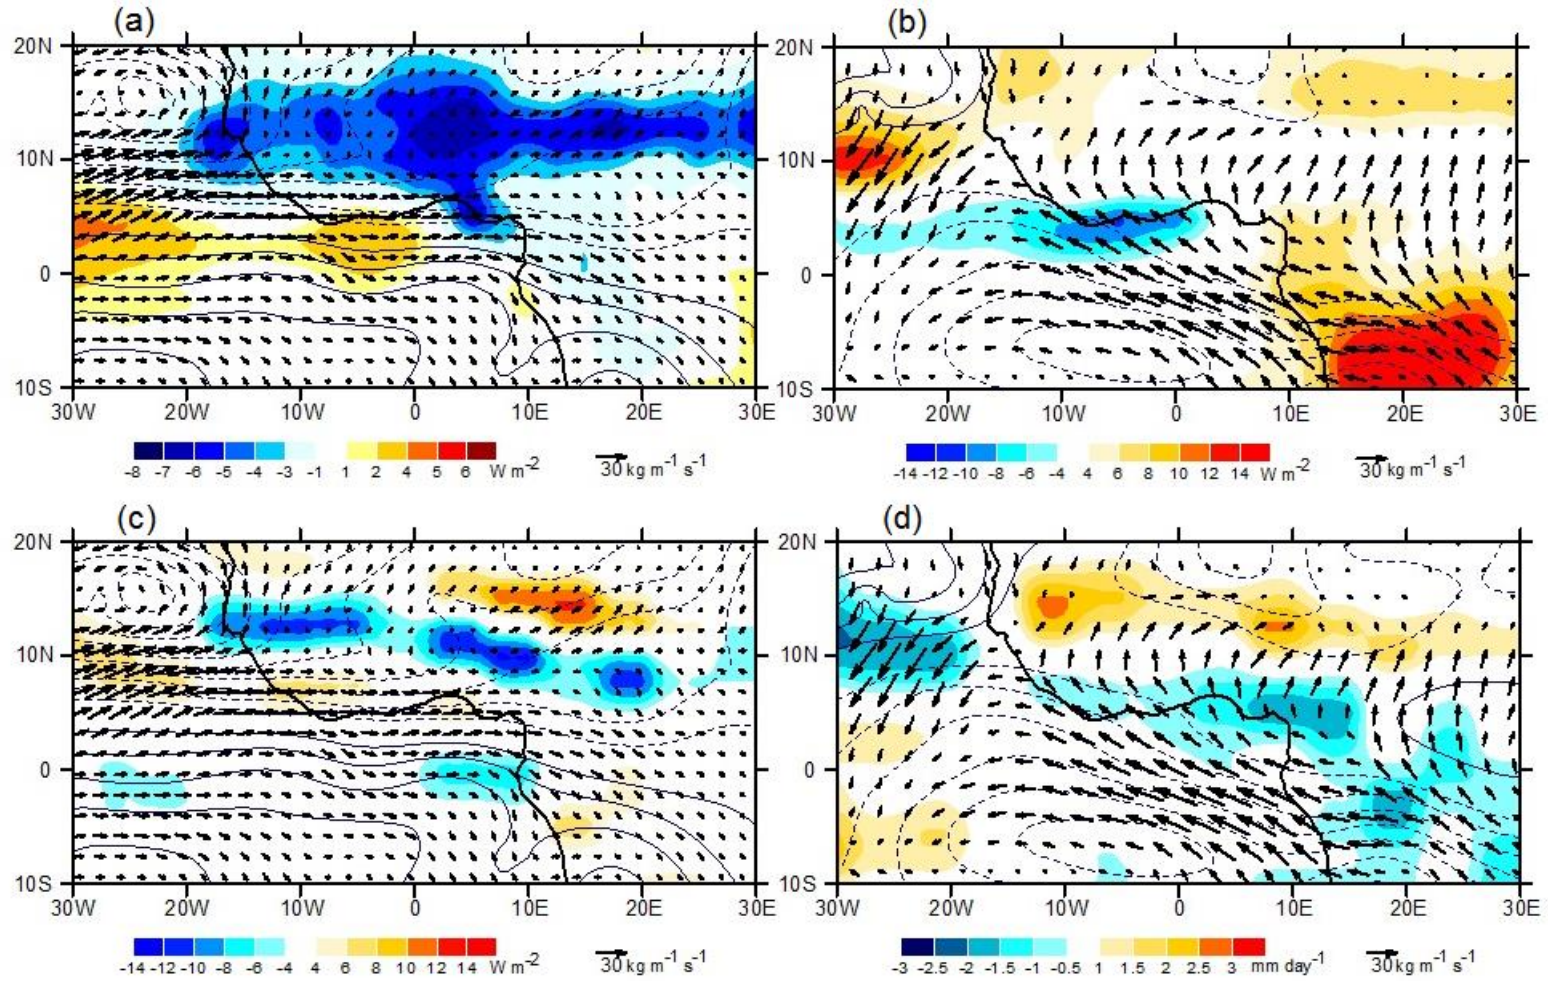 (a)
(b)
20N
10N
0
10S
30W 20W 10W 0 10E 20E 30E
20N
10N
0
10S
30W 20W 10W 0 10E 20E 30E
-8 -7 -6 -5 -4 -3 -1 1 2 4 5 6 W m-2
30 kg m-1 s-1
-14 -12 -10 -8 -6 -4 4 6 8 10 12 14 W m-2
30 kg m-1 s-1
(c)
(d)
20N
10N
0
10S
30W 20W 10W 0 10E 20E 30E
20N
10N
0
10S
30W 20W 10W 0 10E 20E 30E
-14 -12 -10 -8 -6 -4 4 6 8 10 12 14 W m-2
30 kg m-1 s-1
-3 -2.5 -2 -1.5 -1 -0.5 1 1.5 2 2.5 3 mm day-1
30 kg m-1 s-1